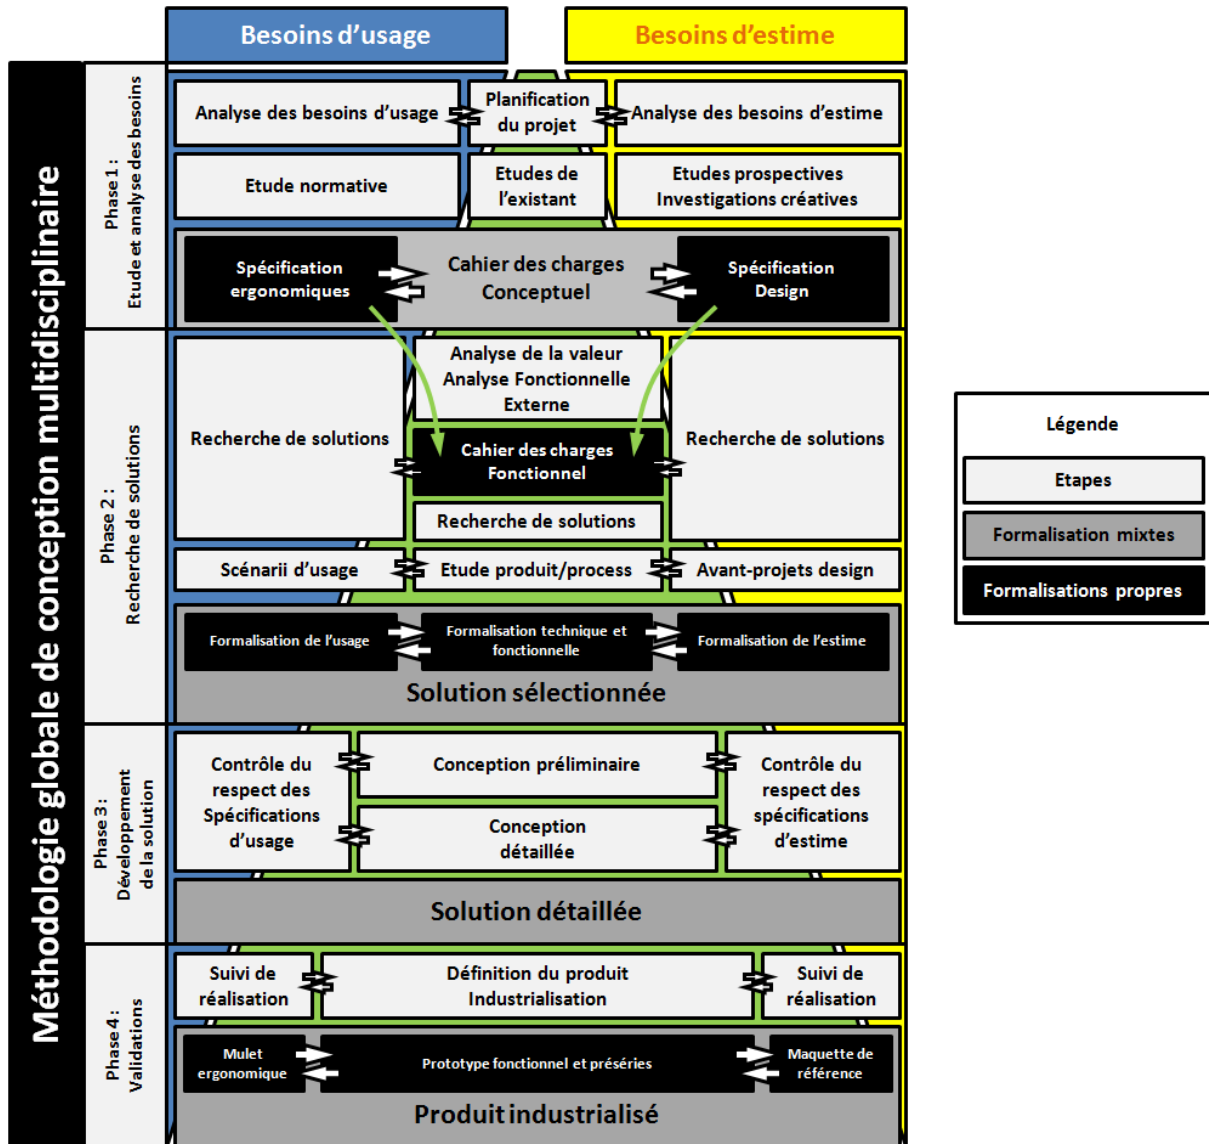 Besoins d'usage
Besoins d'estime
Méthodologie globale de conception multidisciplinaire
Phase 1 :
Etude et analyse des besoins
Analyse des besoins d'usage
Planification
du projet
Analyse des besoins d'estime
Etude normative
Etudes de
l'existant
Etudes prospectives
Investigations créatives
Spécification
ergonomiques
Cahier des charges
Conceptuel
Spécification
Design
Phase 2 :
Recherche de solutions
Recherche de solutions
Analyse de la valeur
Analyse Fonctionnelle
Externe
Cahier des charges
Fonctionnel
Recherche de solutions
Recherche de solutions
Scénarii d'usage
Etude produit/process
Avant-projets design
Formalisation de l'usage
Formalisation technique et
fonctionnelle
Formalisation de l'estime
Solution sélectionnée
Phase 3 :
Développement
de la solution
Contrôle du
respect des
Spécifications
d'usage
Conception préliminaire
Conception
détaillée
Contrôle du
respect des
spécifications
d'estime
Solution détaillée
Phase 4 :
Validations
Suivi de
réalisation
Définition du produit
Industrialisation
Suivi de
réalisation
Mulet
ergonomique
Prototype fonctionnel et préséries
Maquette de
référence
Produit industrialisé
Légende
Etapes
Formalisation mixtes
Formalisations propres